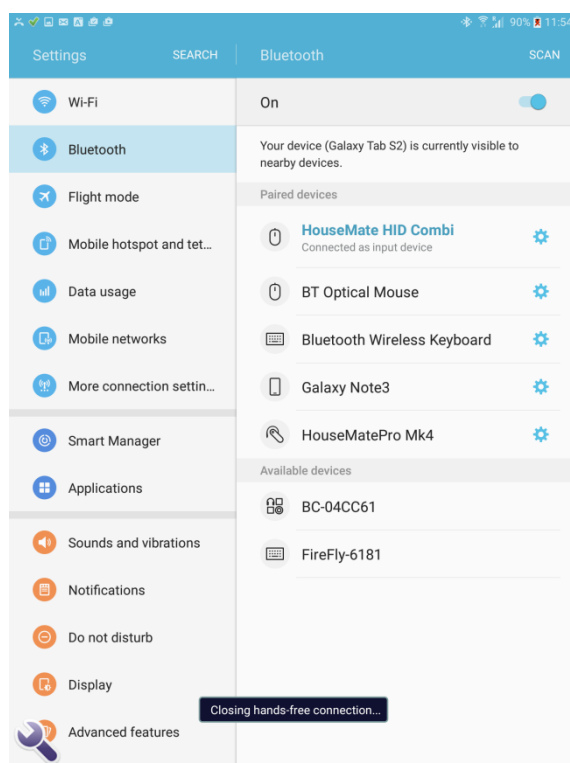 90% 11:54
Settings
SEARCH
Bluetooth
SCAN
Wi-Fi
Bluetooth
Flight mode
Mobile hotspot and tet...
Data usage
Mobile networks
More connection settin...
Smart Manager
Applications
Sounds and vibrations
Notifications
Do not disturb
Display
Advanced features
On
Your device (Galaxy Tab S2) is currently visible to
nearby devices.
Paired devices
HouseMate HID Combi
Connected as input device
BT Optical Mouse
Bluetooth Wireless Keyboard
Galaxy Note3
HouseMatePro Mk4
Available devices
BC-04CC61
FireFly-6181
Closing hands-free connection...